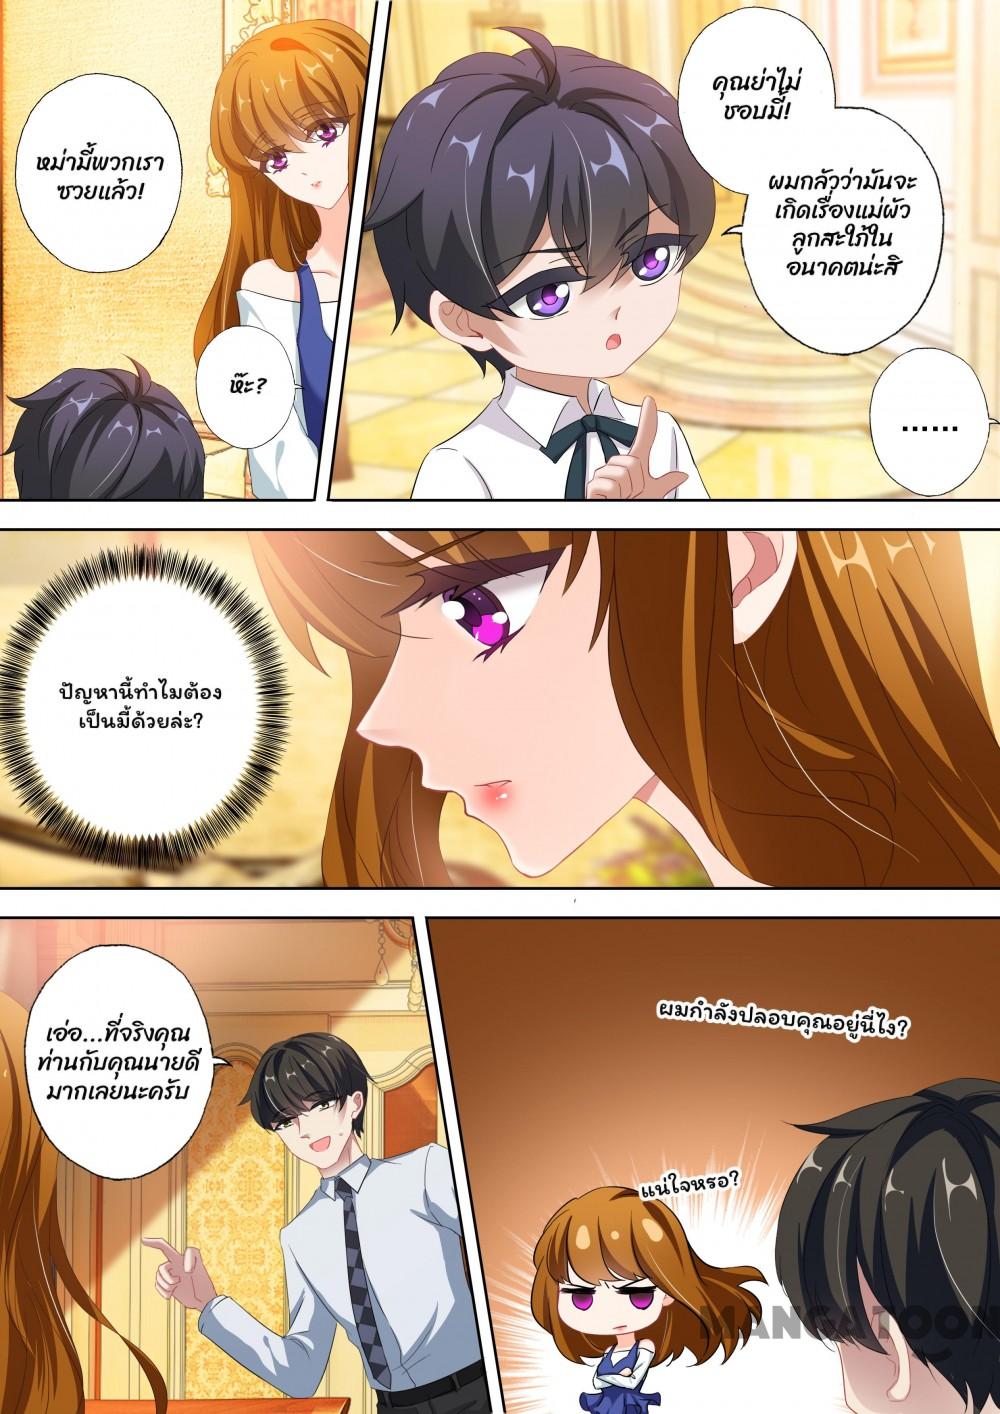 หม่ามี้พวกเรา
ซวยแล้ว!
ห๊ะ?
คุณย่าไม่
ชอบมี้!
ผมกลัวว่ามันจะ
เกิดเรื่องแม่ผัว
ลูกสะใภ้ใน
อนาคตน่ะสิ
......
ปัญหานี้ทำไมต้อง
เป็นมี้ด้วยล่ะ?
เอ่อ...ที่จริงคุณ
ท่านกับคุณนายดี
มากเลยนะครับ
ผมกำลังปลอบคุณอยู่นี่ไง?
แน่ใจหรอ?
MANGATOON